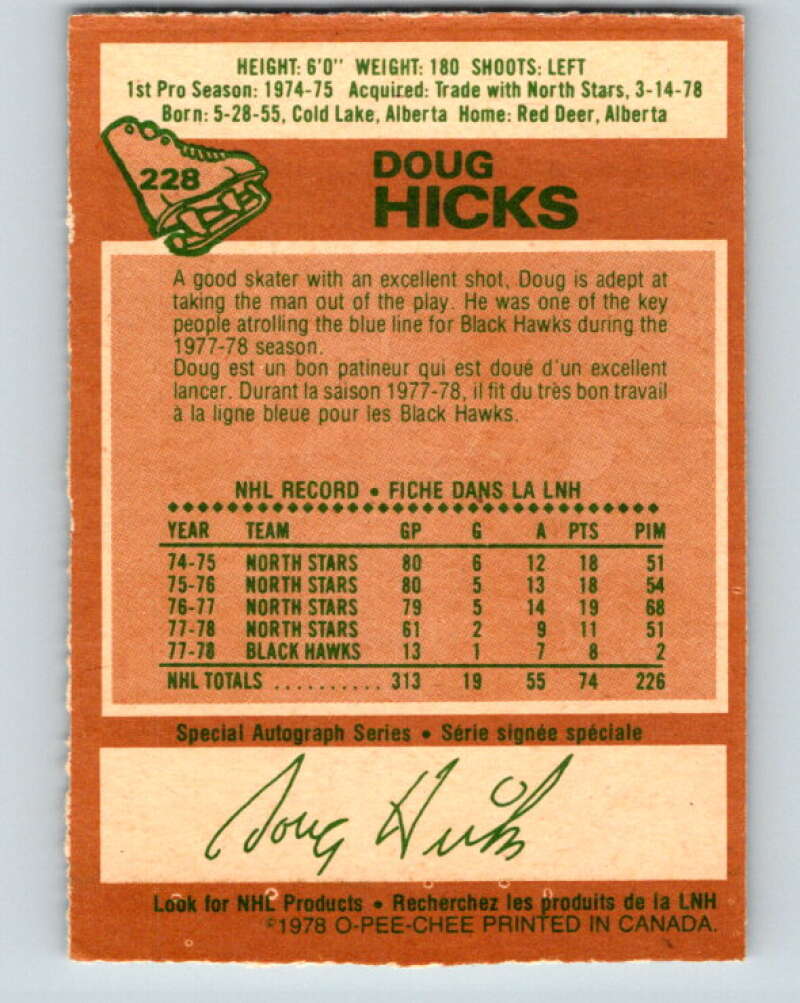 HEIGHT: 6'0" WEIGHT: 180 SHOOTS: LEFT
1st Pro Season: 1974-75 Acquired: Trade with North Stars, 3-14-78
Born: 5-28-55, Cold Lake, Alberta Home: Red Deer, Alberta
228
DOUG
HICKS
A good skater with an excellent shot, Doug is adept at
taking the man out of the play. He was one of the key
people atrolling the blue line for Black Hawks during the
1977-78 season.
Doug est un bon patineur qui est doué d'un excellent
lancer. Durant la saison 1977-78, il fit du très bon travail
à la ligne bleue pour les Black Hawks.
NHL RECORD • FICHE DANS LA LNH
YEAR TEAM GP G A PTS PIM
74-75 NORTH STARS 80 6 12 18 51
75-76 NORTH STARS 80 5 13 18 54
76-77 NORTH STARS 79 5 14 19 68
77-78 NORTH STARS 61 2 9 11 51
77-78 BLACK HAWKS 13 1 7 8 2
NHL TOTALS .......... 313 19 55 74 226
Special Autograph Series • Série signée spéciale
Doug Hicks
Look for NHL Products • Recherchez les produits de la LNH
©1978 O-PEE-CHEE PRINTED IN CANADA.